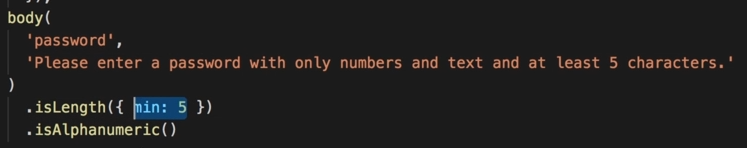 body(
'password',
'Please enter a password with only numbers and text and at least 5 characters.'
)
.isLength({ min: 5 })
.isAlphanumeric()